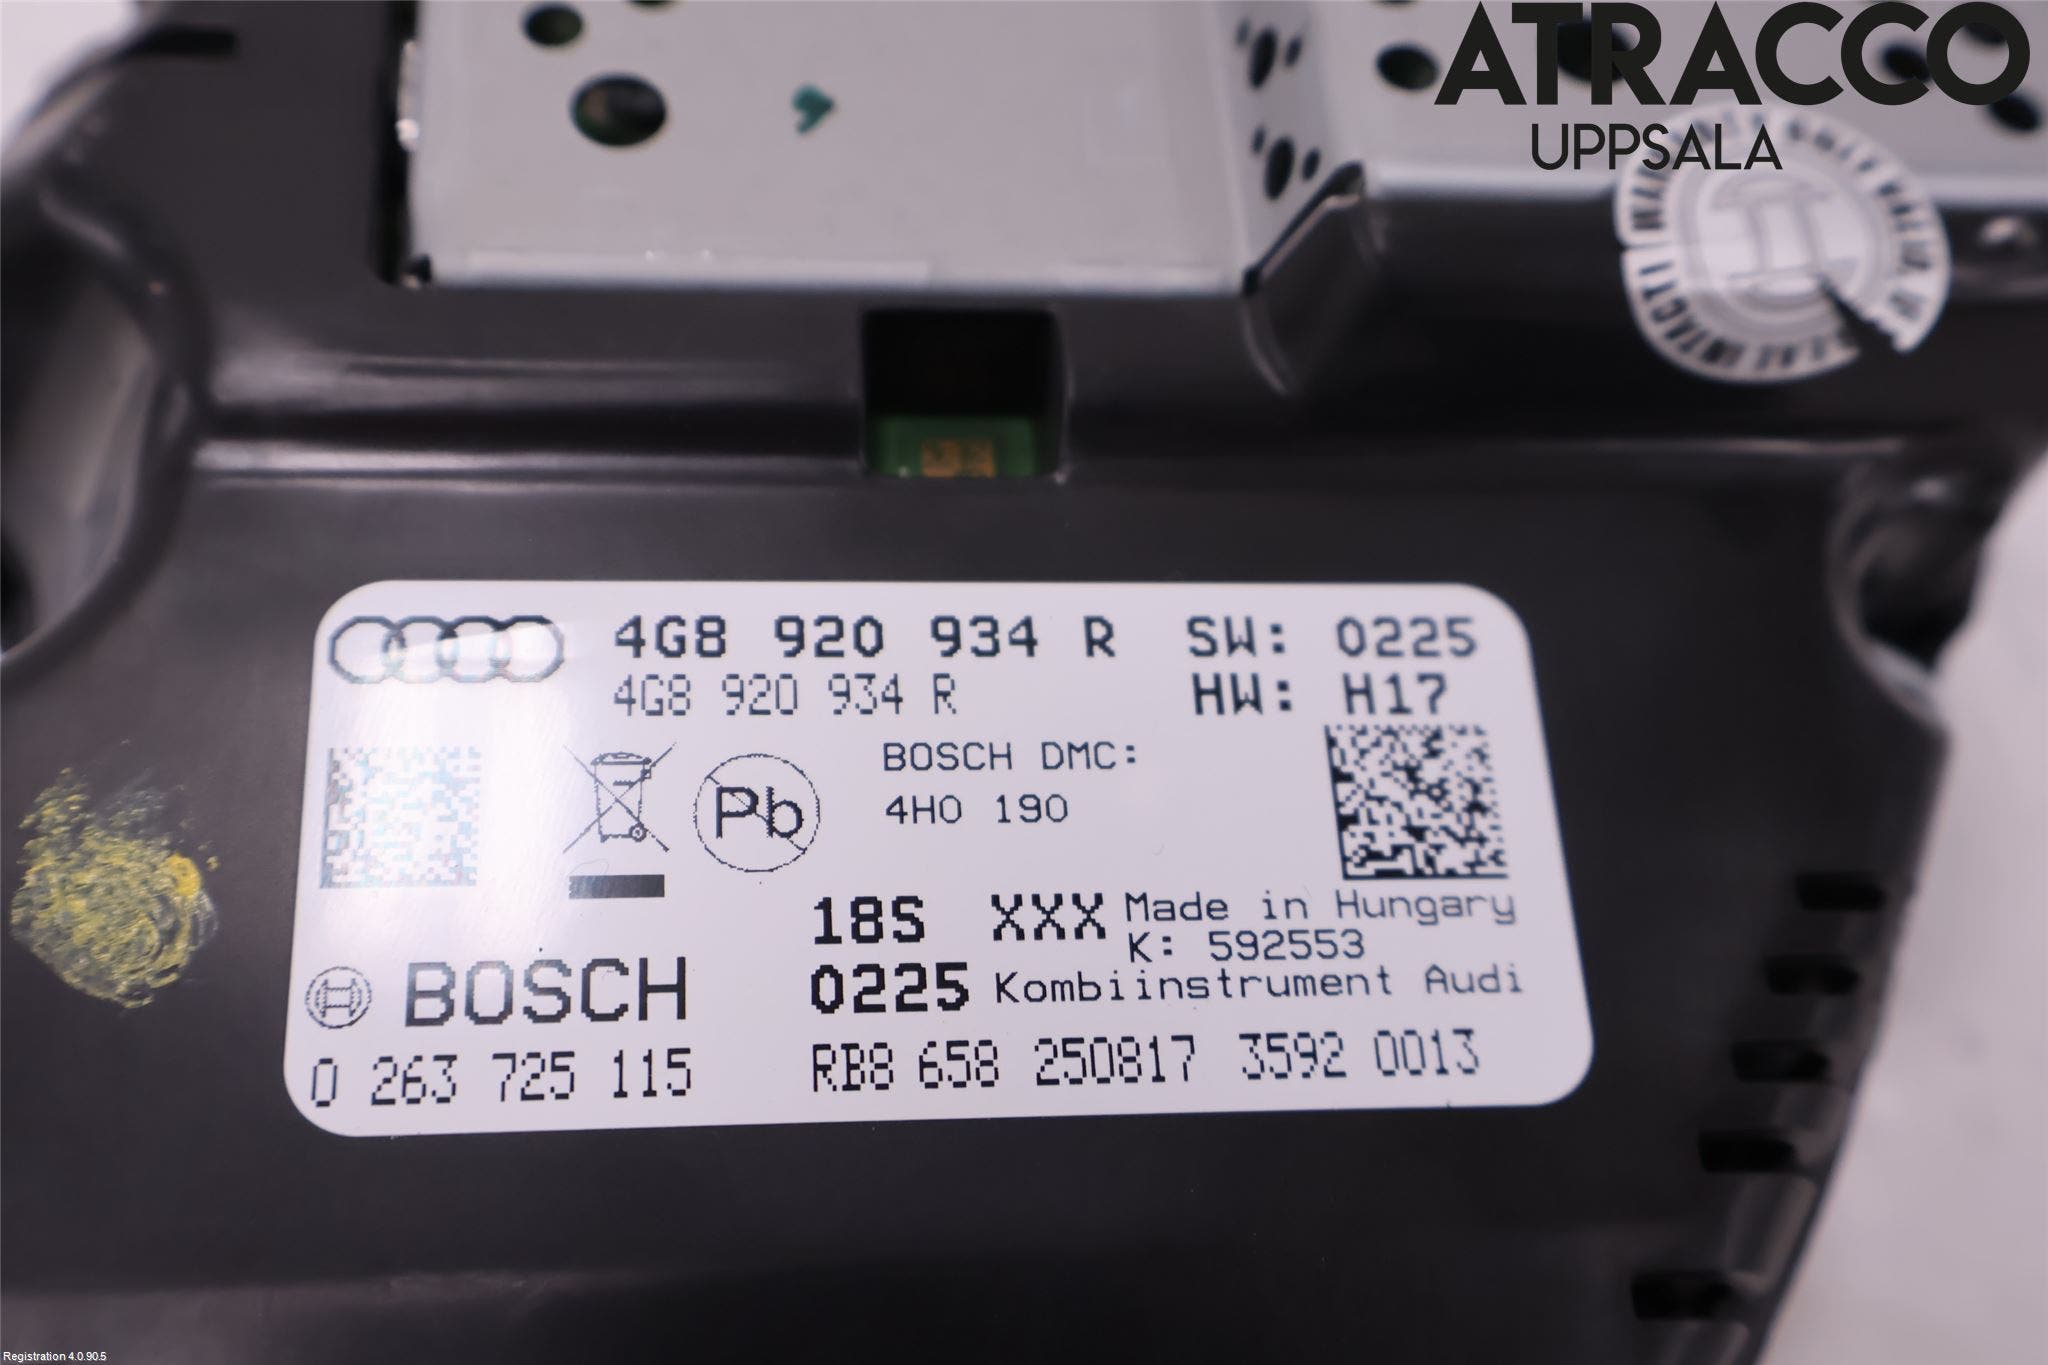 ATRACCO
UPPSALA
4G8 920 934 R SW: 0225
4G8 920 934 R HW: H17
BOSCH DMC:
4H0 190
Pb
18S XXX Made in Hungary
K: 592553
BOSCH 0225 Kombiinstrument Audi
0 263 725 115 RB8 658 250817 3592 0013
Registration 4.0.90.5